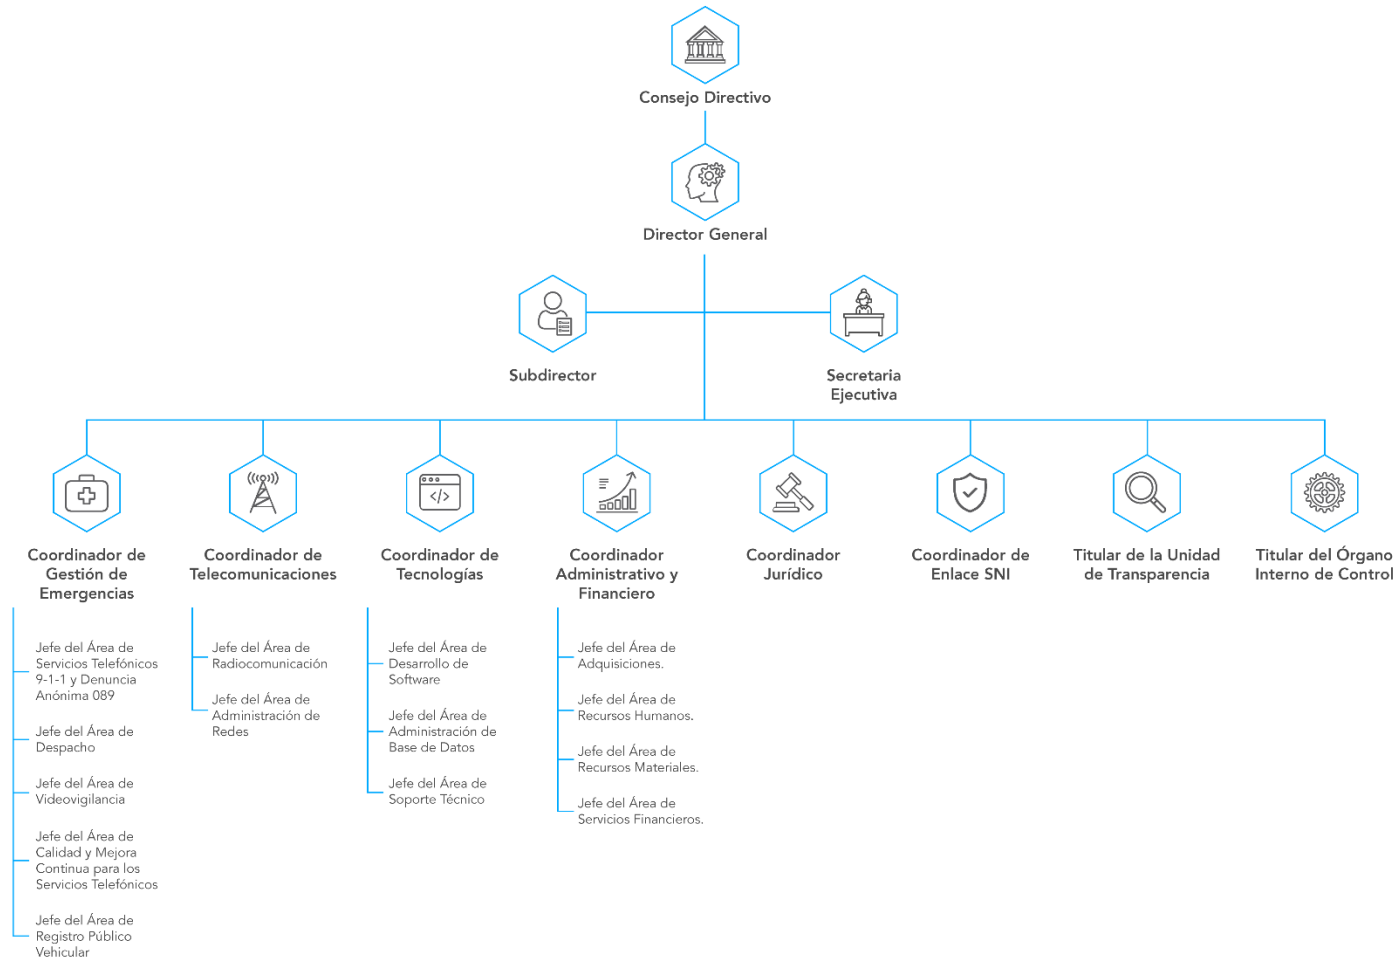 Consejo Directivo
Director General
Subdirector
Secretaria
Ejecutiva
Coordinador de
Gestión de
Emergencias
Jefe del Área de
Servicios Telefónicos
9-1-1 y Denuncia
Anónima 089
Jefe del Área de
Despacho
Jefe del Área de
Videovigilancia
Jefe del Área de
Calidad y Mejora
Continua para los
Servicios Telefónicos
Jefe del Área de
Registro Público
Vehicular
Coordinador de
Telecomunicaciones
Jefe del Área de
Radiocomunicación
Jefe del Área de
Administración de
Redes
Coordinador de
Tecnologías
Jefe del Área de
Desarrollo de
Software
Jefe del Área de
Administración de
Base de Datos
Jefe del Área de
Soporte Técnico
Coordinador
Administrativo y
Financiero
Jefe del Área de
Adquisiciones.
Jefe del Área de
Recursos Humanos.
Jefe del Área de
Recursos Materiales.
Jefe del Área de
Servicios Financieros.
Coordinador
Jurídico
Coordinador de
Enlace SNI
Titular de la Unidad
de Transparencia
Titular del Órgano
Interno de Control